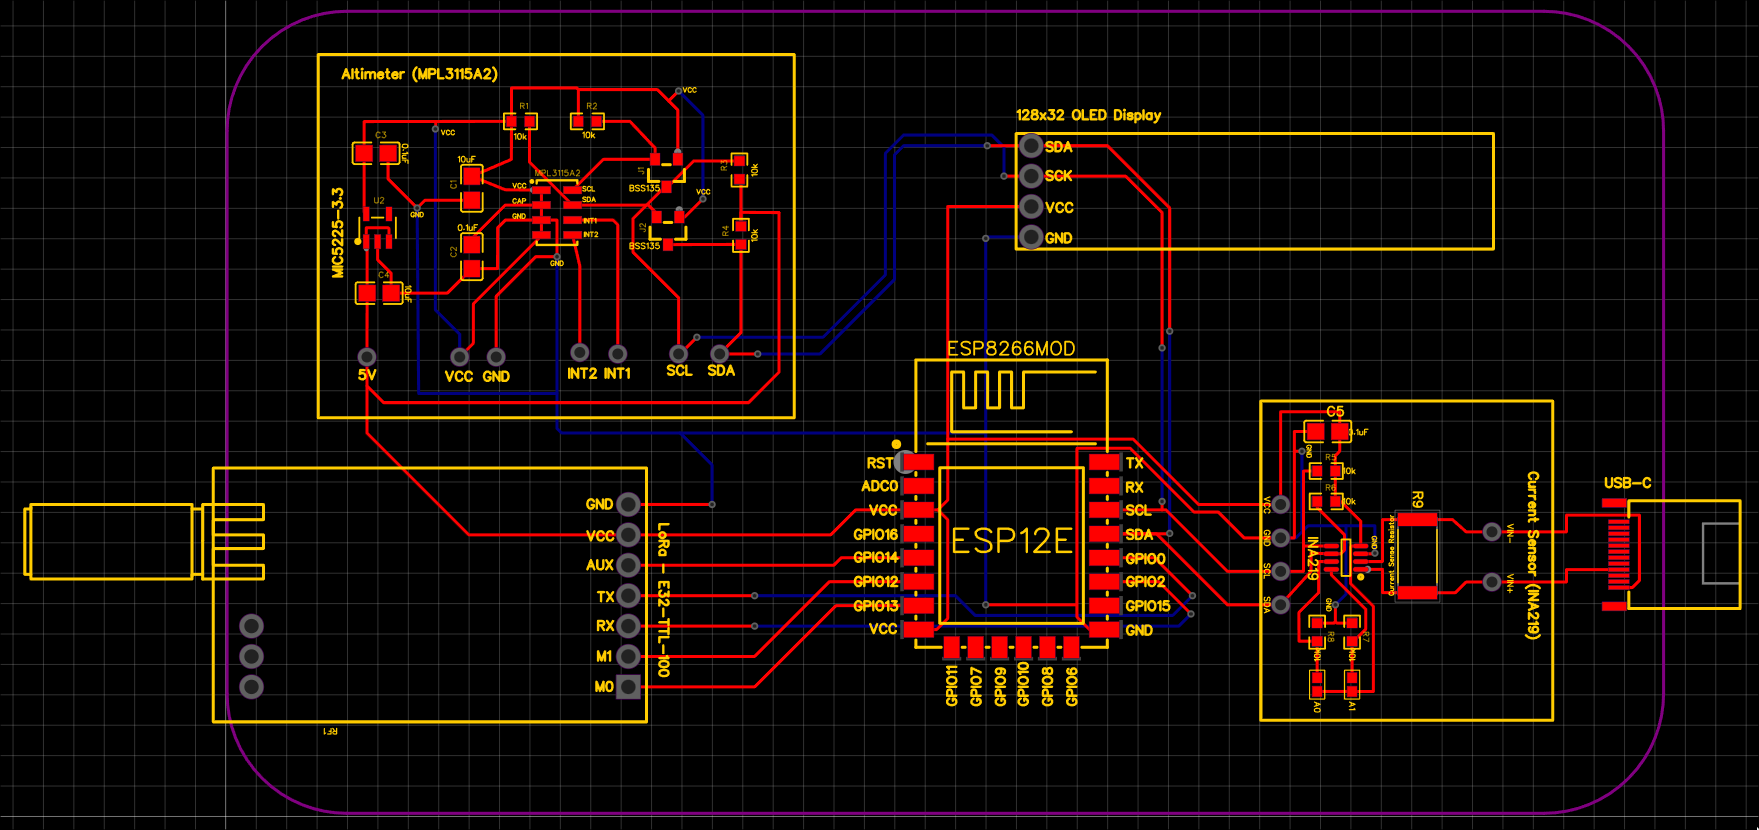 Altimeter (MPL3115A2)
VCC
R1
10k
R2
10k
VCC
C3
0.1uF
10uF
C1
MPL3115A2
VCC
CAP
GND
SCL
SDA
INT1
INT2
J1
BSS135
R3
10k
VCC
U2
GND
MIC5225-3.3
0.1uF
C2
GND
J2
BSS135
R4
10k
C4
10uF
5V
VCC
GND
INT2
INT1
SCL
SDA
128x32 OLED Display
SDA
SCK
VCC
GND
ESP8266MOD
RST
ADC0
VCC
GPIO16
GPIO14
GPIO12
GPIO13
VCC
ESP12E
TX
RX
SCL
SDA
GPIO0
GPIO2
GPIO15
GND
GPIO11
GPIO7
GPIO9
GPIO10
GPIO8
GPIO6
GND
VCC
AUX
TX
RX
M1
M0
LoRa - E32-TTL-100
RF1
C5
0.1uF
GND
R5
10k
R6
10k
VCC
GND
SCL
SDA
INA219
GND
GND
Current Sense Resistor
R9
R8
10k
R7
10k
A0
A1
VIN-
VIN+
Current Sensor (INA219)
USB-C